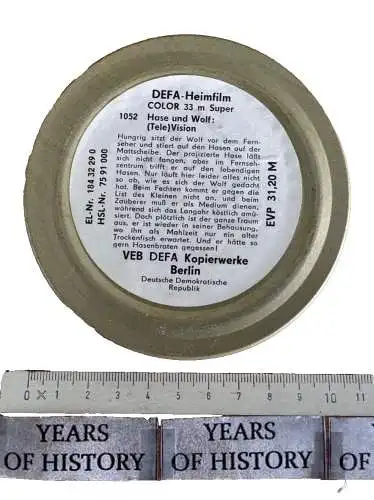 DEFA-Heimfilm
COLOR 33 m Super
1052 Hase und Wolf:
(Tele)Vision
Hungrig sitzt der Wolf vor dem Fernseher
seher und stiert auf den Hasen auf der
Mattscheibe. Der projizierte Hase läßt
sich nicht fangen, aber im Fernseh-
zentrum trifft er auf den lebendigen
Hasen. Nur läuft hier leider alles nicht
so ab, wie es sich der Wolf gedacht
hat. Beim Fechten kommt er gegen die
List des Kleinen nicht an, und beim
Zauberer muß er als Medium dienen,
während sich das Langohr köstlich amü-
siert. Doch plötzlich ist der ganze Traum
aus, er ist wieder in seiner Behausung,
wo ihn als Mahlzeit nur ein alter
Trockenfisch erwartet. Und er hätte so
gern Hasenbraten gegessen!
VEB DEFA Kopierwerke
Berlin
Deutsche Demokratische
Republik
EL-Nr. 184 32 29 0
HSL-Nr. 75 91 000
EVP 31,20 M
0 X 1 2 3 4 5 6 7 8 9 10 11
YEARS
OF HISTORY
YEARS
OF HISTORY
Y
OF